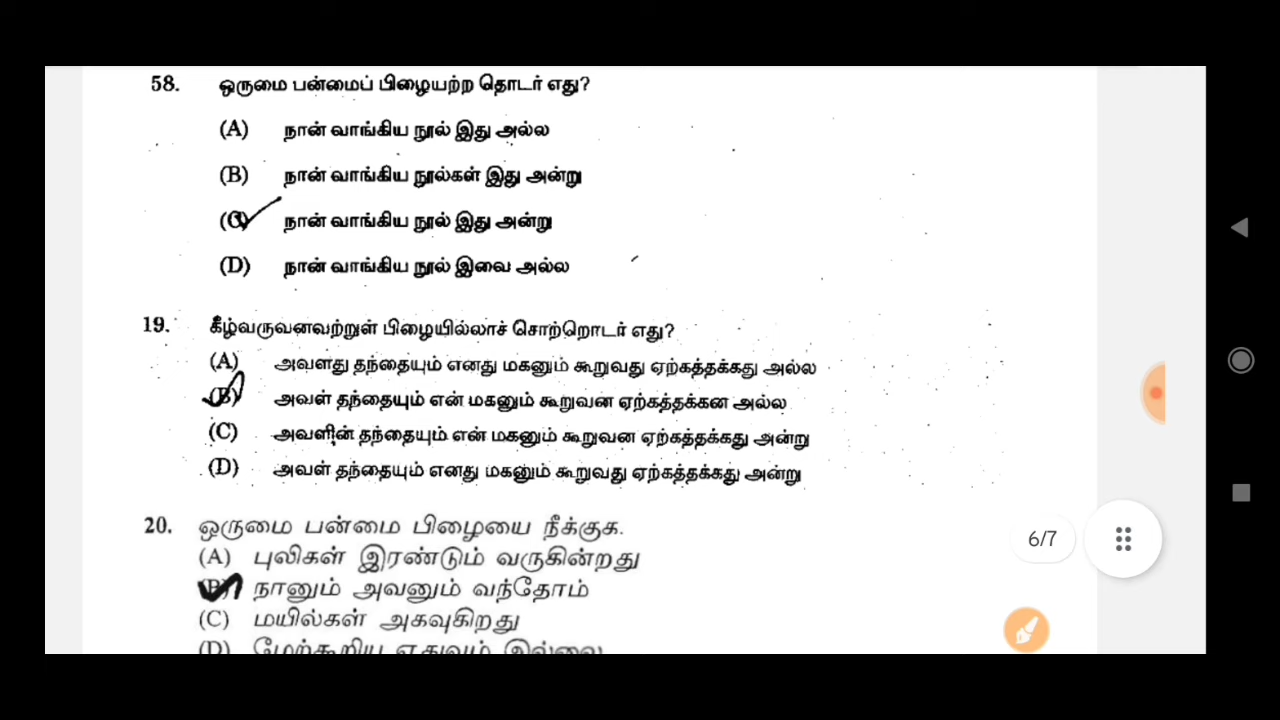 58. ஒருமை பன்மைப் பிழையற்ற தொடர் எது?
(A) நான் வாங்கிய நூல் இது அல்ல
(B) நான் வாங்கிய நூல்கள் இது அன்று
(C) நான் வாங்கிய நூல் இது அன்று
(D) நான் வாங்கிய நூல் இவை அல்ல
19. கீழ்வருவனவற்றுள் பிழையில்லாச் சொற்றொடர் எது?
(A) அவளது தந்தையும் எனது மகனும் கூறுவது ஏற்கத்தக்கது அல்ல
(B) அவள் தந்தையும் என் மகனும் கூறுவன ஏற்கத்தக்கன அல்ல
(C) அவளின் தந்தையும் என் மகனும் கூறுவன ஏற்கத்தக்கது அன்று
(D) அவள் தந்தையும் எனது மகனும் கூறுவது ஏற்கத்தக்கது அன்று
20. ஒருமை பன்மை பிழையை நீக்குக.
(A) புலிகள் இரண்டும் வருகின்றது
(B) நானும் அவனும் வந்தோம்
(C) மயில்கள் அகவுகிறது
(D) மேற்கூறிய எதுவும் இல்லை
6/7